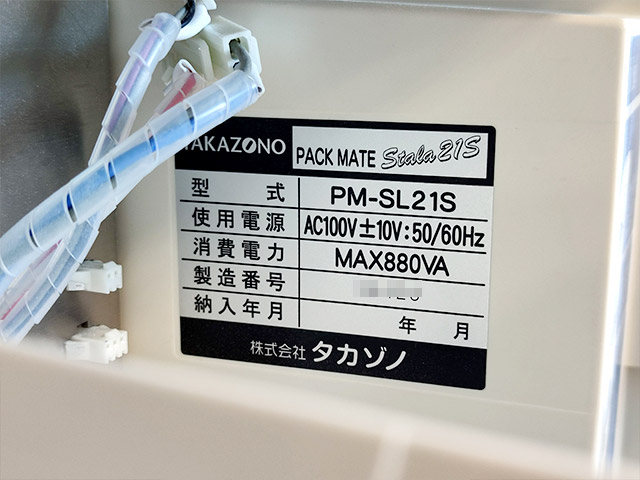 TAKAZONO PACK MATE Stala 21S
型式 PM-SL21S
使用電源 AC100V±10V:50/60Hz
消費電力 MAX880VA
製造番号
納入年月 年 月
株式会社 タカゾノ